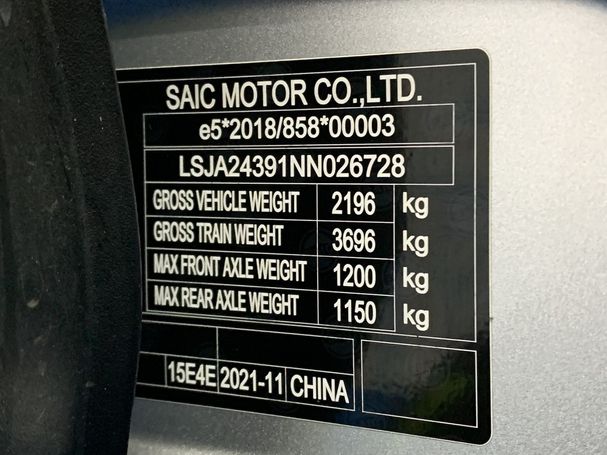 SAIC MOTOR CO.,LTD.
e5*2018/858*00003
LSJA24391NN026728
GROSS VEHICLE WEIGHT 2196 kg
GROSS TRAIN WEIGHT 3696 kg
MAX FRONT AXLE WEIGHT 1200 kg
MAX REAR AXLE WEIGHT 1150 kg
15E4E 2021-11 CHINA